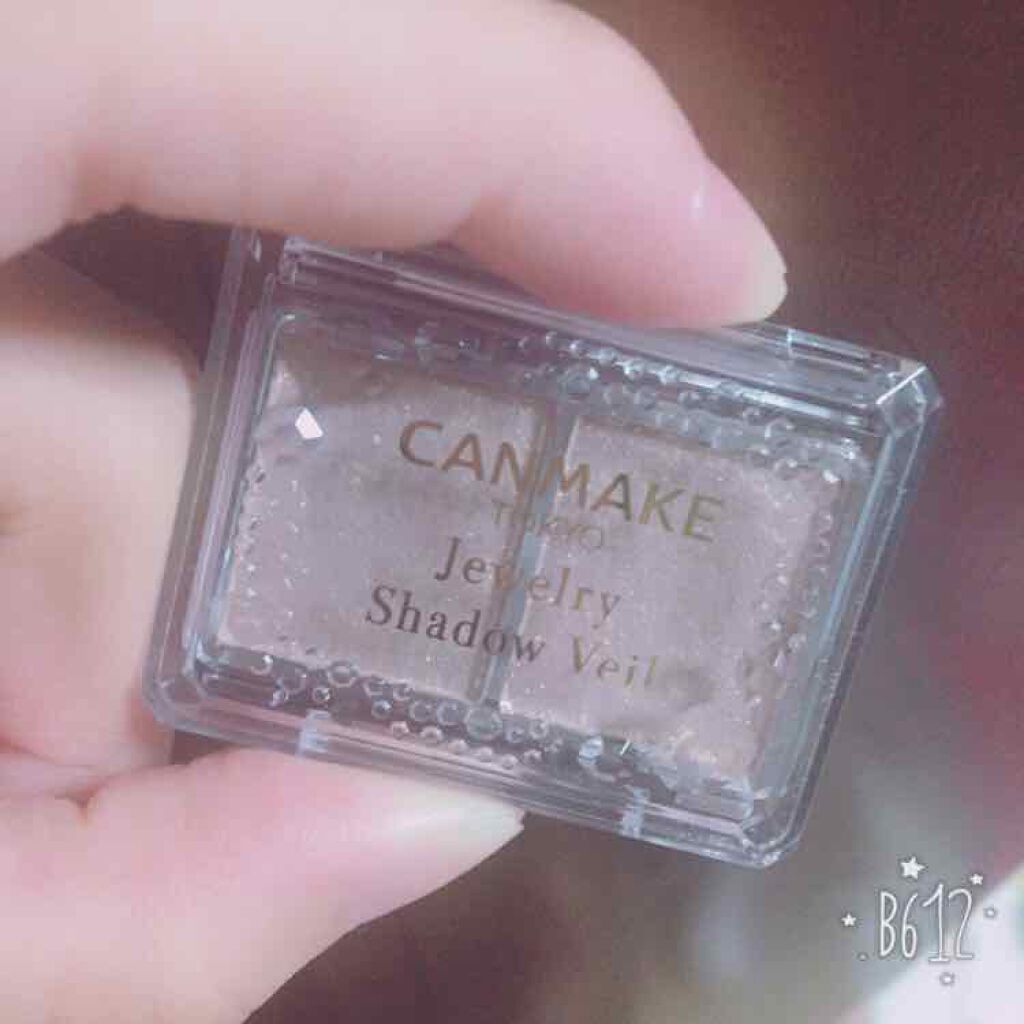 CANMAKE
TOKYO
Jewelry
Shadow Veil
B612